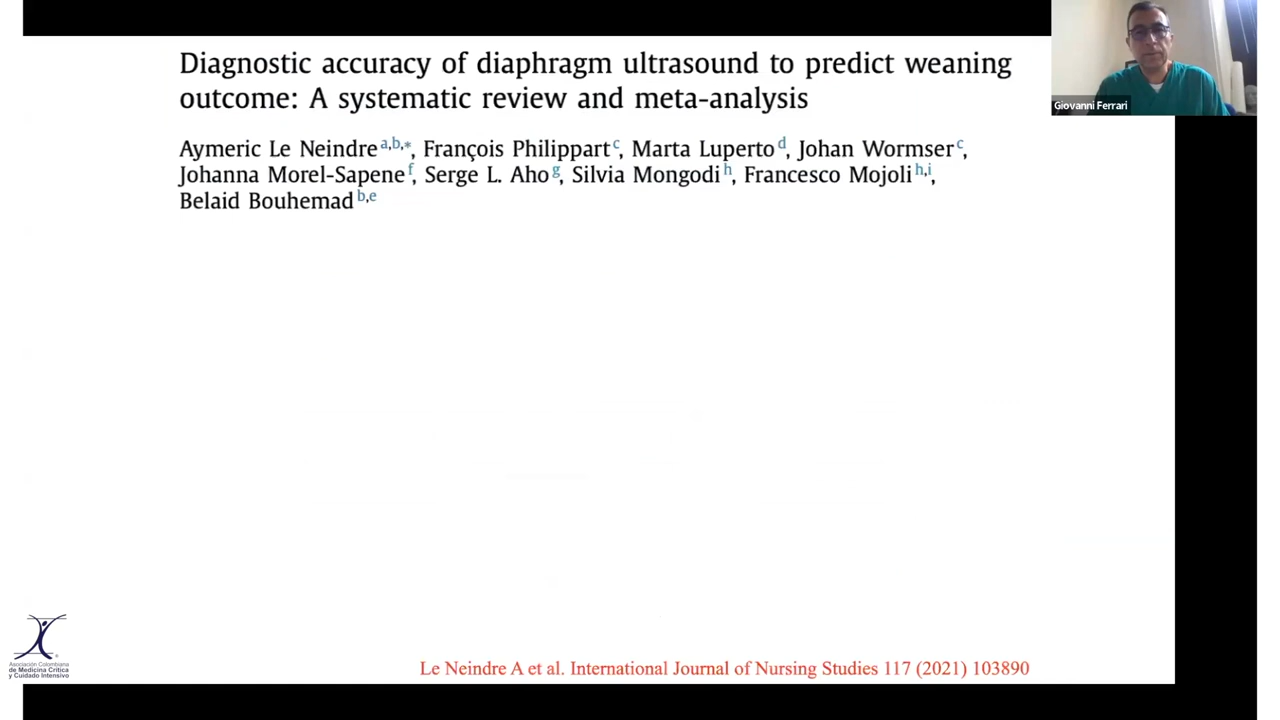 Diagnostic accuracy of diaphragm ultrasound to predict weaning
outcome: A systematic review and meta-analysis
Aymeric Le Neindre a,b,*, François Philippart c, Marta Luperto d, Johan Wormser c,
Johanna Morel-Sapene f, Serge L. Aho g, Silvia Mongodi h, Francesco Mojoli h,i,
Belaid Bouhemad b,e
Giovanni Ferrari
Asociación Colombiana
de Medicina Crítica
y Cuidado Intensivo
Le Neindre A et al. International Journal of Nursing Studies 117 (2021) 103890